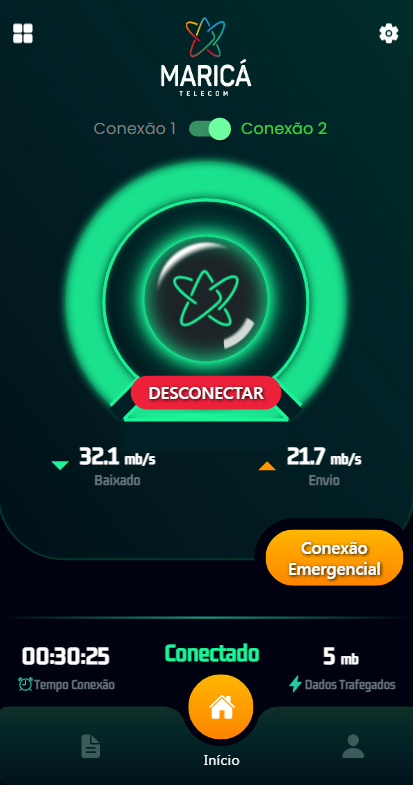 MARICÁ
TELECOM
Conexão 1 Conexão 2
DESCONECTAR
32.1 mb/s 21.7 mb/s
Baixado Envio
Conexão
Emergencial
00:30:25 Conectado 5 mb
Tempo Conexão Dados Trafegados
Início